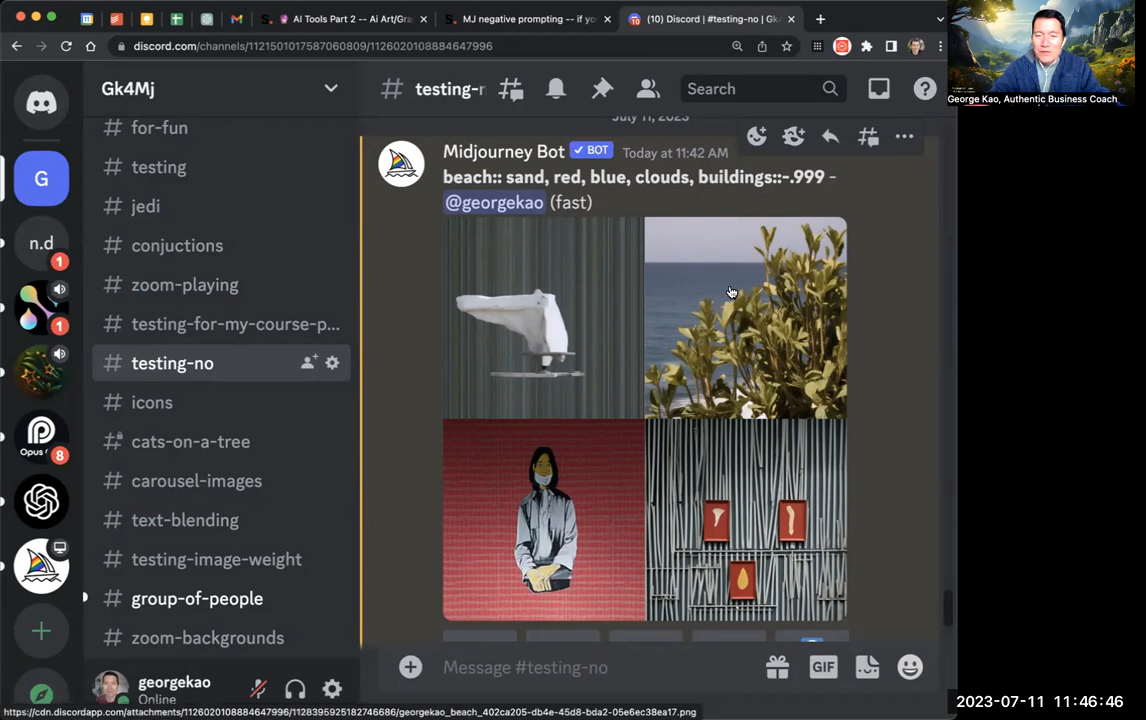 AI Tools Part 2 -- Ai Art/Gra
MJ negative prompting -- if yo
(10) Discord | #testing-no | Gk4
discord.com/channels/1121501017587060809/1126020108884647996
George Kao, Authentic Business Coach
Gk4Mj
testing-n
Search
for-fun
testing
jedi
conjuctions
zoom-playing
testing-for-my-course-p...
testing-no
icons
cats-on-a-tree
carousel-images
text-blending
testing-image-weight
group-of-people
zoom-backgrounds
G
n.d
1
1
Opus
8
July 11, 2023
Midjourney Bot ✓ BOT Today at 11:42 AM
beach:: sand, red, blue, clouds, buildings::-.999 -
@georgekao (fast)
Message #testing-no
GIF
georgekao
Online
https://cdn.discordapp.com/attachments/1126020108884647996/1128395925182746686/georgekao_beach_402ca205-db4e-45d8-bda2-05e6ec38ea17.png
2023-07-11 11:46:46